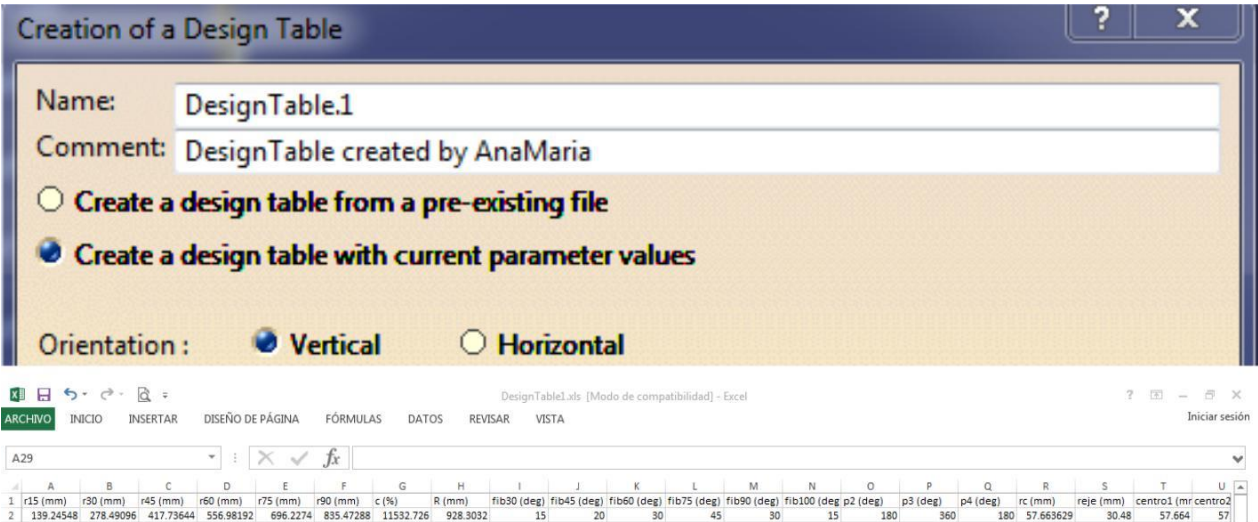 Creation of a Design Table
? X
Name: DesignTable.1
Comment: DesignTable created by AnaMaria
Create a design table from a pre-existing file
Create a design table with current parameter values
Orientation : Vertical Horizontal
DesignTable1.xls [Modo de compatibilidad] - Excel
ARCHIVO INICIO INSERTAR DISEÑO DE PÁGINA FÓRMULAS DATOS REVISAR VISTA Iniciar sesión
A29 fx
A B C D E F G H I J K L M N O P Q R S T U
1 r15 (mm) r30 (mm) r45 (mm) r60 (mm) r75 (mm) r90 (mm) c (%) R (mm) fib30 (deg) fib45 (deg) fib60 (deg) fib75 (deg) fib90 (deg) fib100 (deg p2 (deg) p3 (deg) p4 (deg) rc (mm) reje (mm) centro1 (mr centro2
2 139.24548 278.49096 417.73644 556.98192 696.2274 835.47288 11532.726 928.3032 15 20 30 45 30 15 180 360 180 57.663629 30.48 57.664 57